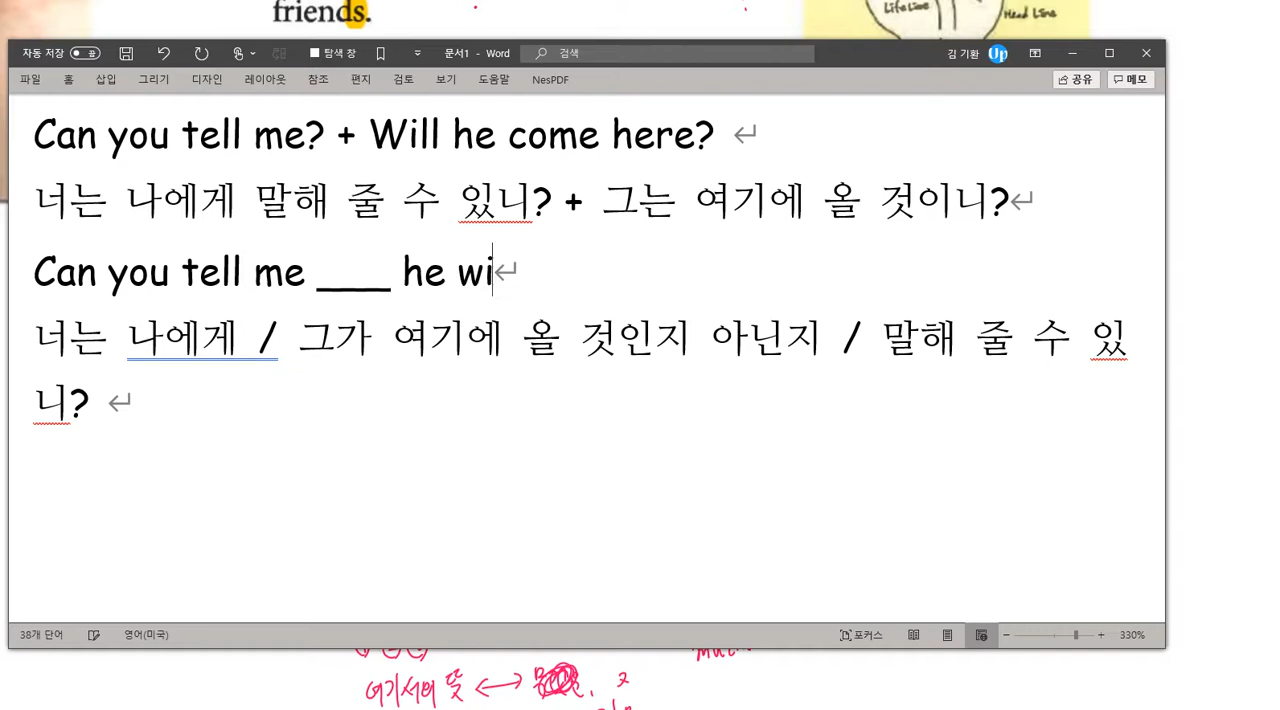 friends.
Life Line
Head Line
자동 저장 탐색 창 문서1 - Word 검색 김 기환 Up
파일 홈 삽입 그리기 디자인 레이아웃 참조 편지 검토 보기 도움말 NesPDF 공유 메모
Can you tell me? + Will he come here?
너는 나에게 말해 줄 수 있니? + 그는 여기에 올 것이니?
Can you tell me ___ he wi
너는 나에게 / 그가 여기에 올 것인지 아닌지 / 말해 줄 수 있
니?
38개 단어 영어(미국) 포커스 330%
여기서의 뜻